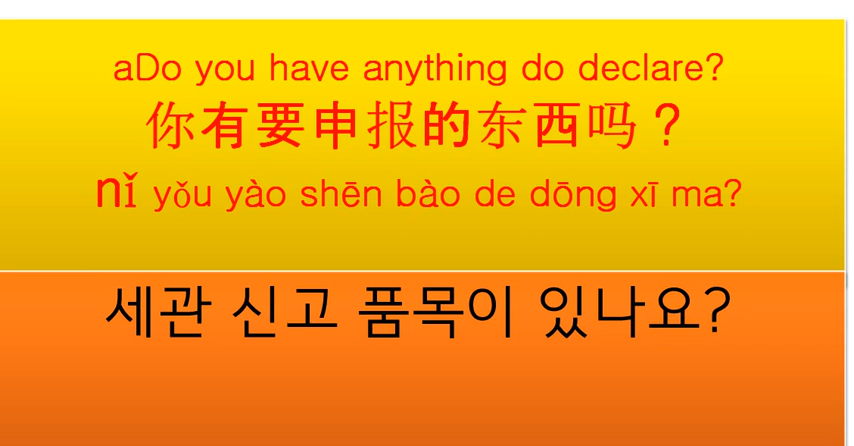 aDo you have anything do declare?
你有要申报的东西吗？
nǐ yǒu yào shēn bào de dōng xī ma?
세관 신고 품목이 있나요?